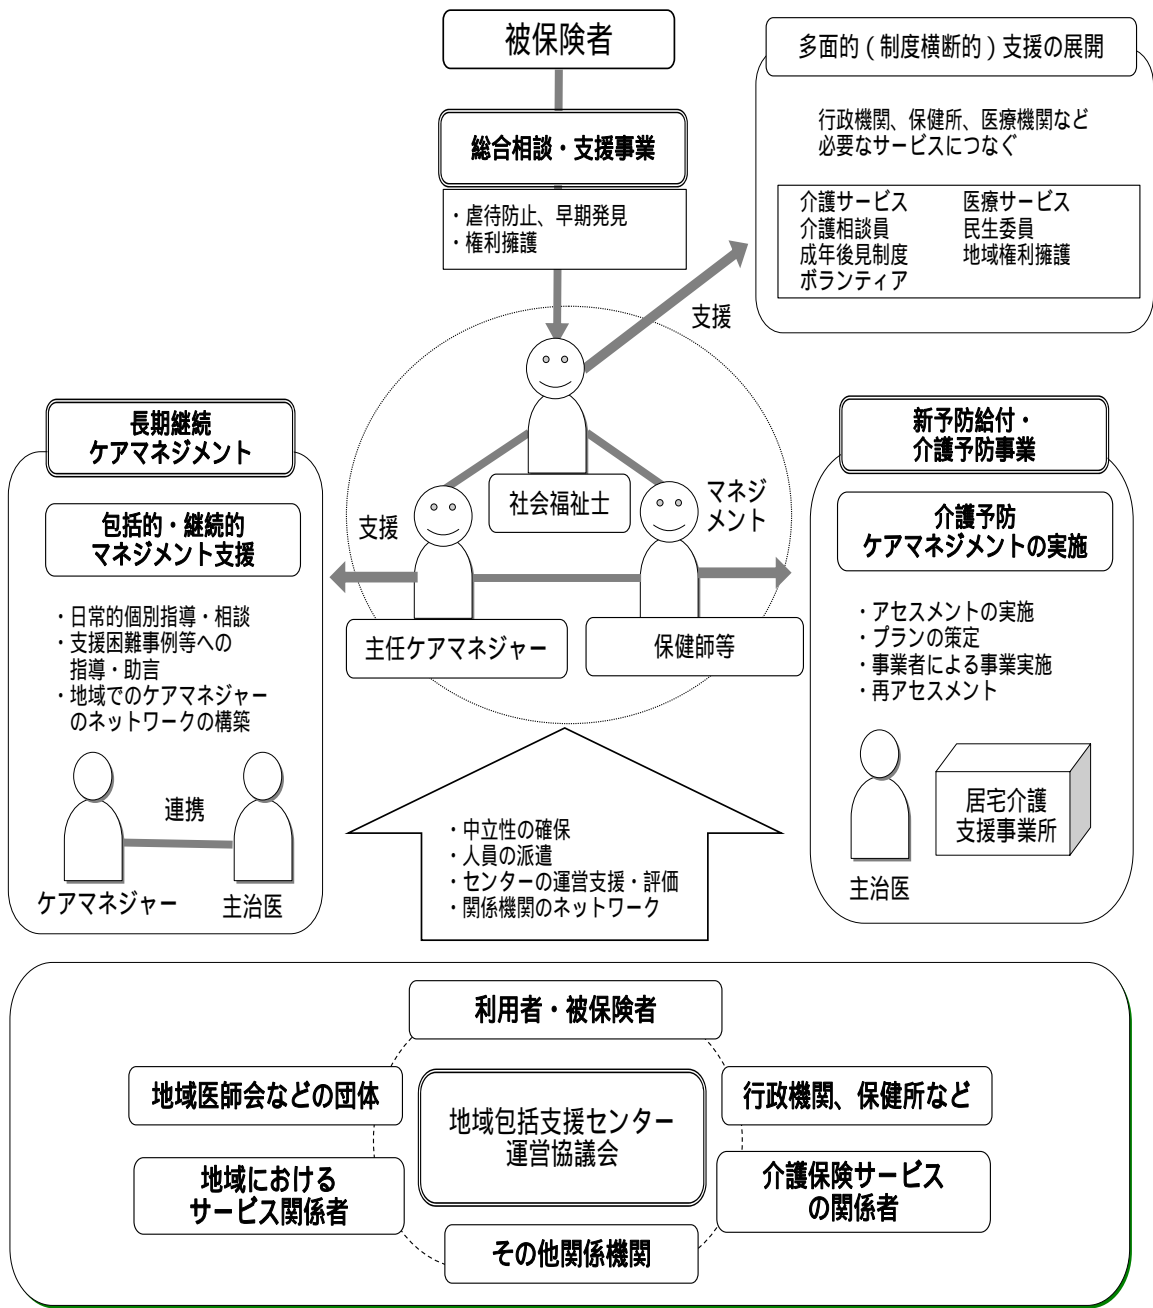 被保険者
総合相談・支援事業
・虐待防止、早期発見
・権利擁護
多面的（制度横断的）支援の展開
行政機関、保健所、医療機関など
必要なサービスにつなぐ
介護サービス
介護相談員
成年後見制度
ボランティア
医療サービス
民生委員
地域権利擁護
支援
社会福祉士
支援
マネジ
メント
主任ケアマネジャー
保健師等
長期継続
ケアマネジメント
包括的・継続的
マネジメント支援
・日常的個別指導・相談
・支援困難事例等への
指導・助言
・地域でのケアマネジャー
のネットワークの構築
連携
ケアマネジャー
主治医
新予防給付・
介護予防事業
介護予防
ケアマネジメントの実施
・アセスメントの実施
・プランの策定
・事業者による事業実施
・再アセスメント
主治医
居宅介護
支援事業所
・中立性の確保
・人員の派遣
・センターの運営支援・評価
・関係機関のネットワーク
利用者・被保険者
地域医師会などの団体
行政機関、保健所など
地域包括支援センター
運営協議会
地域における
サービス関係者
介護保険サービス
の関係者
その他関係機関